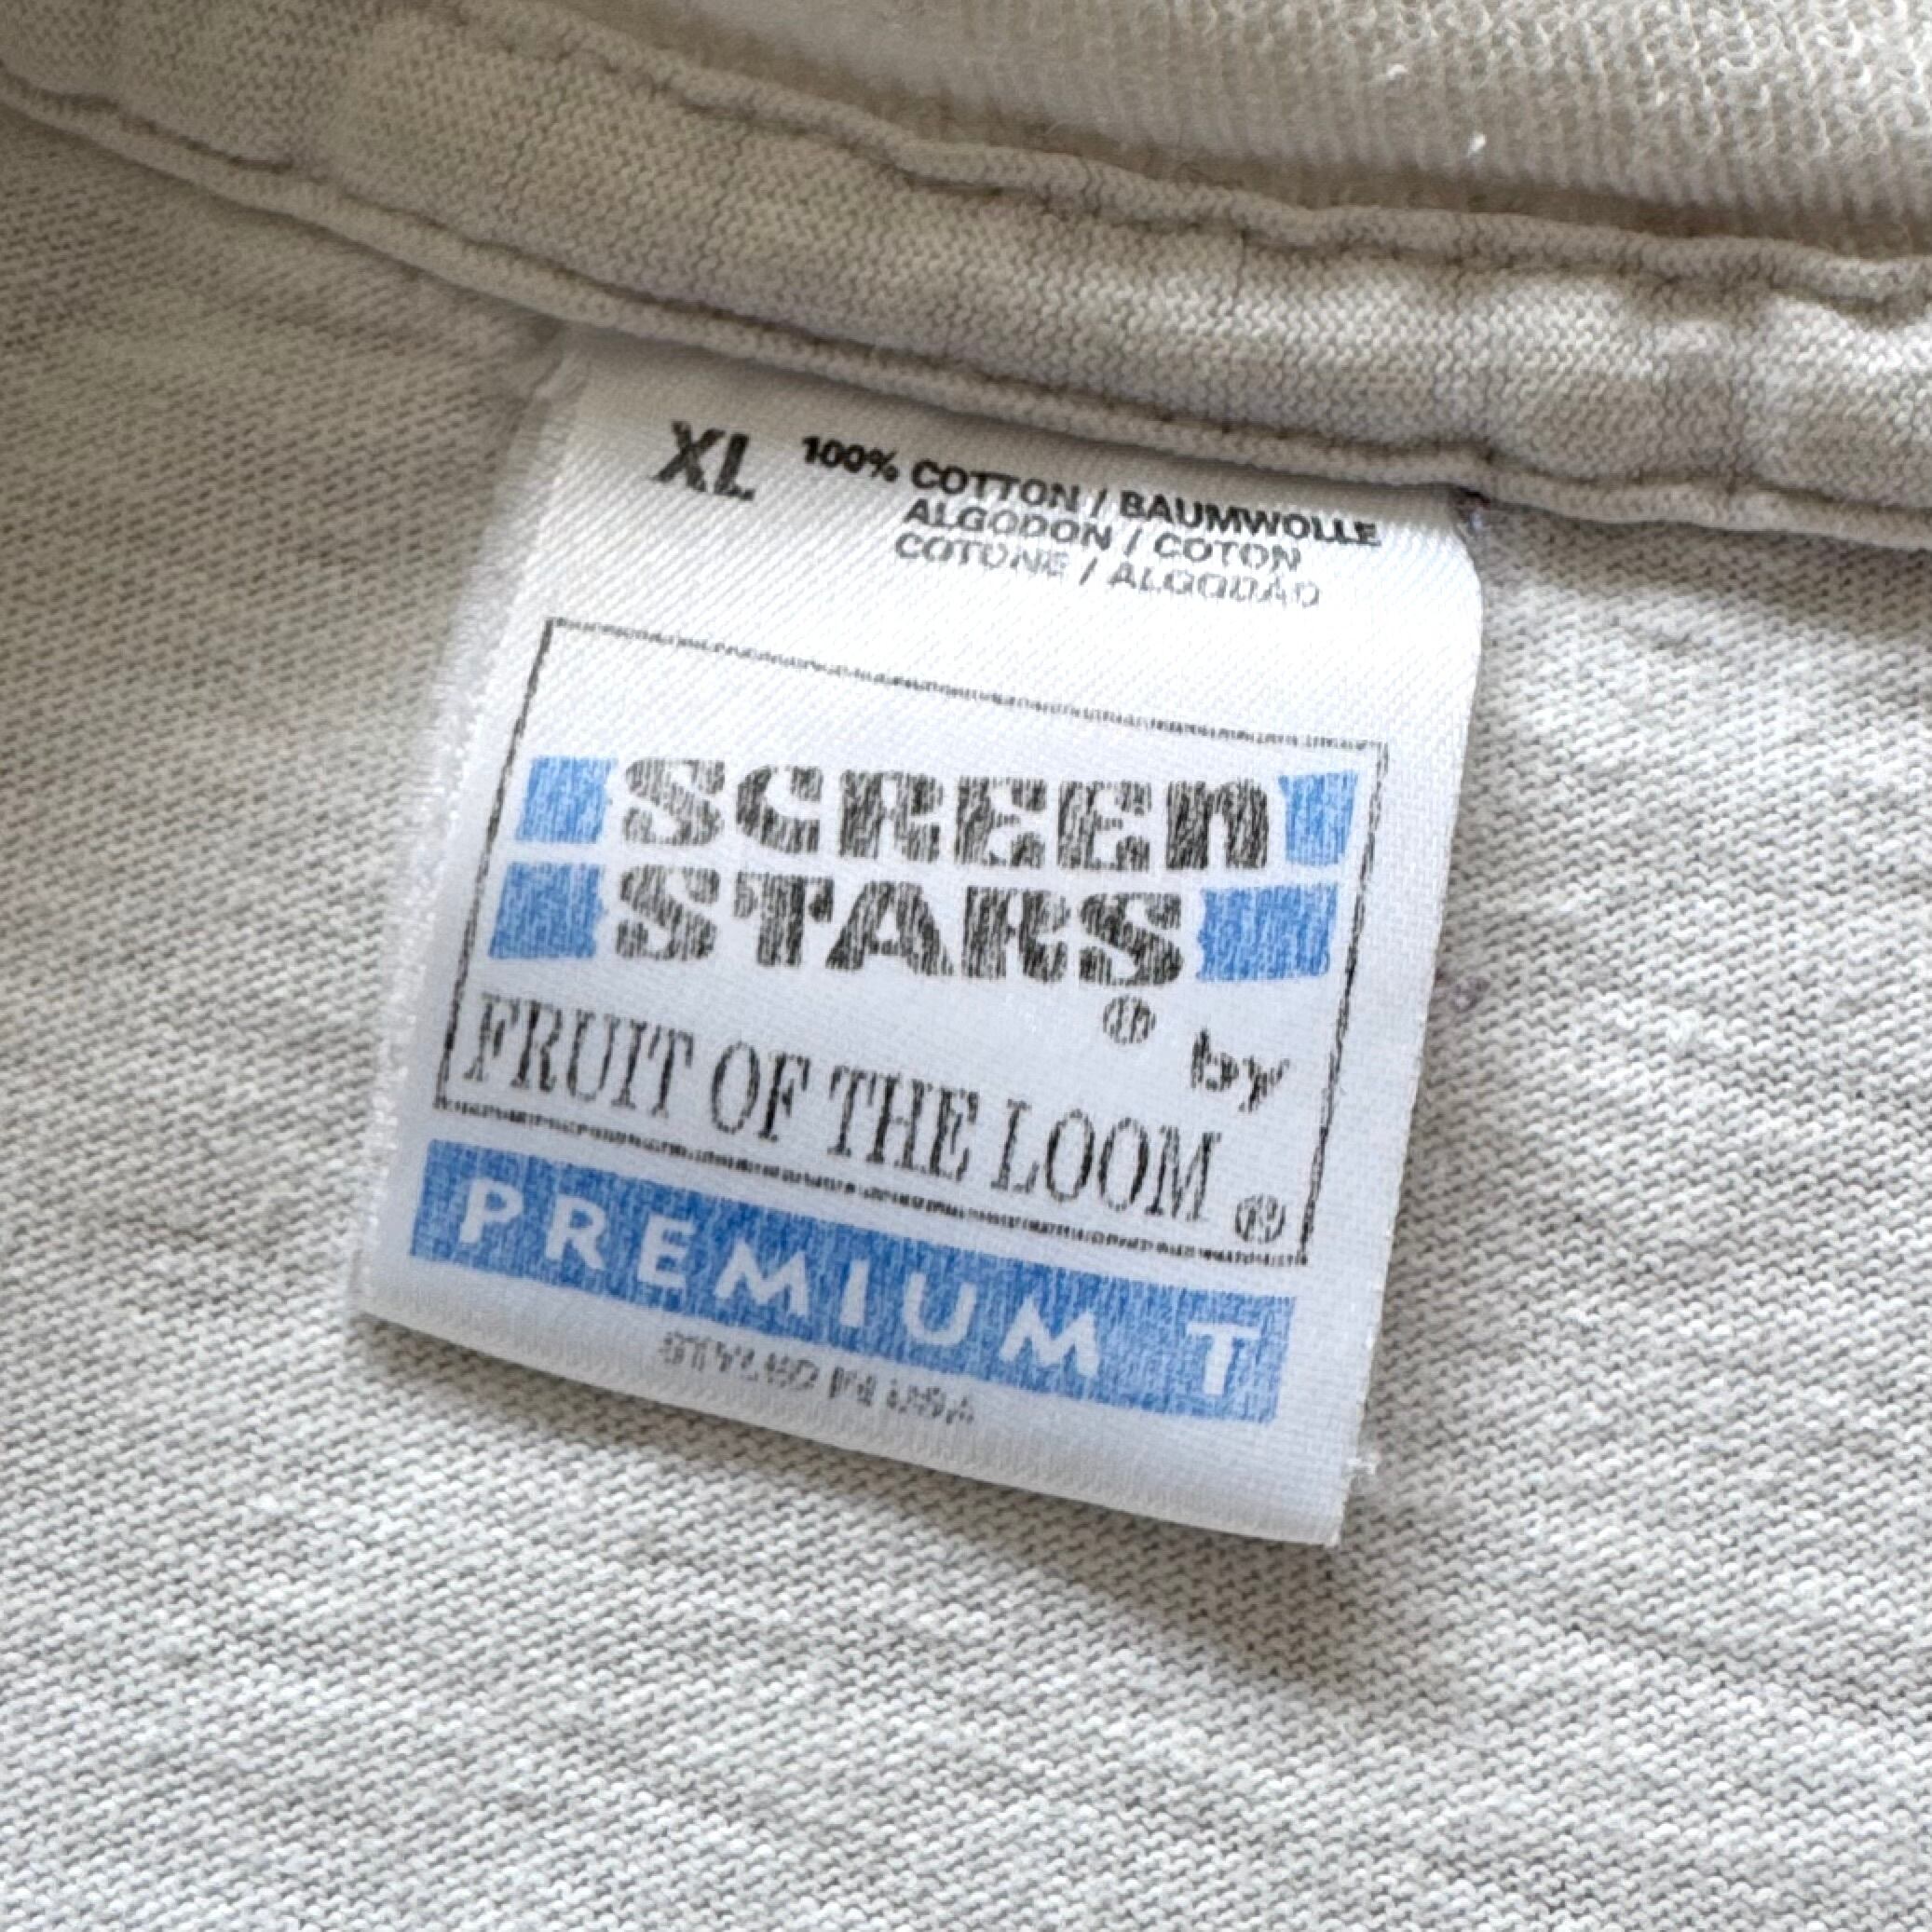 XL 100% COTTON / BAUMWOLLE
ALGODON / COTON
COTONE / ALGODAO
SCREEN
STARS
® by
FRUIT OF THE LOOM ®
PREMIUM T
STYLED IN USA